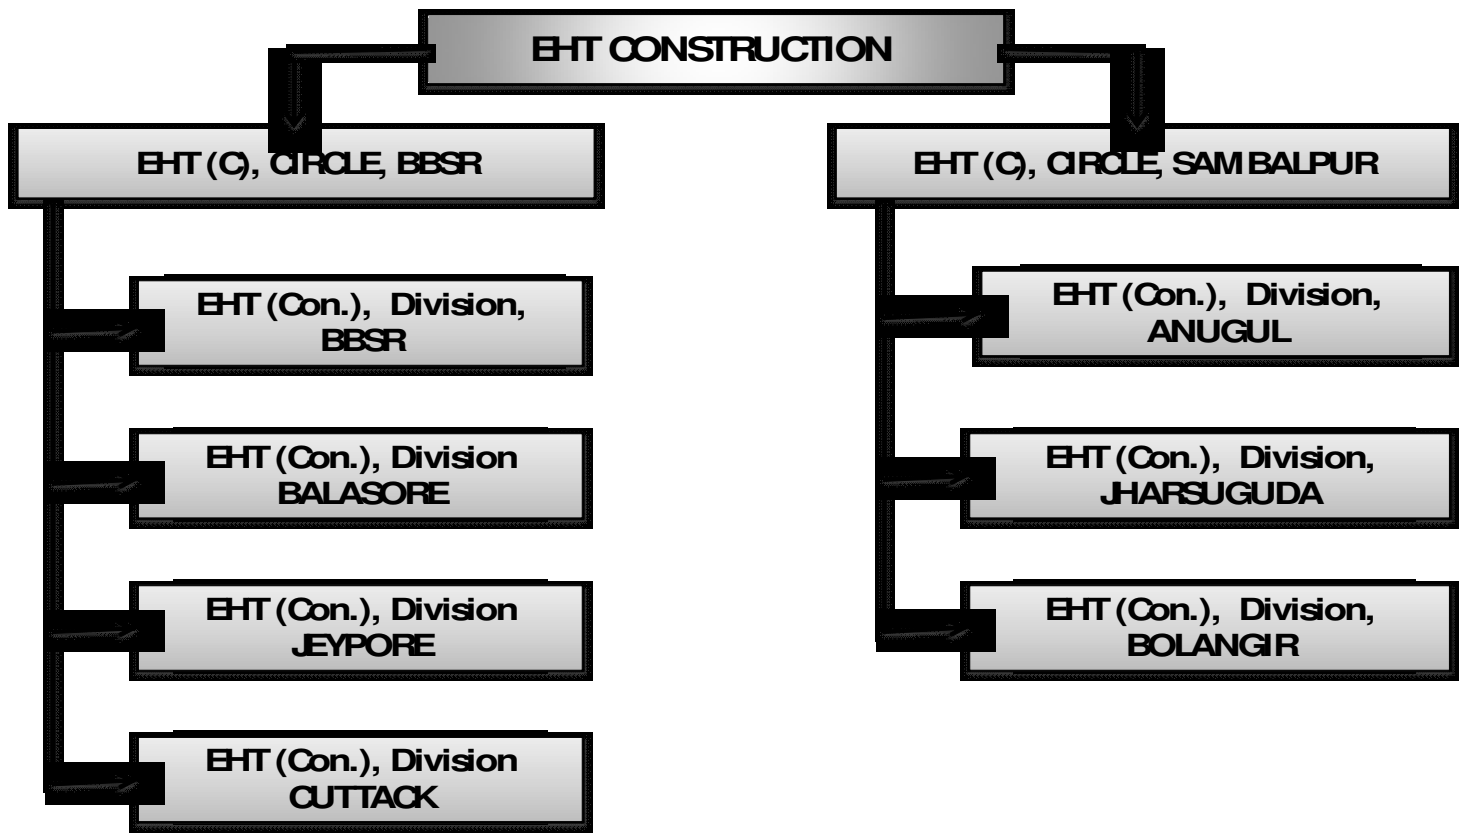 EHT CONSTRUCTION
EHT (C), CIRCLE, BBSR
EHT (Con.), Division,
BBSR
EHT (Con.), Division
BALASORE
EHT (Con.), Division
JEYPORE
EHT (Con.), Division
CUTTACK
EHT (C), CIRCLE, SAMBALPUR
EHT (Con.), Division,
ANUGUL
EHT (Con.), Division,
JHARSUGUDA
EHT (Con.), Division,
BOLANGIR